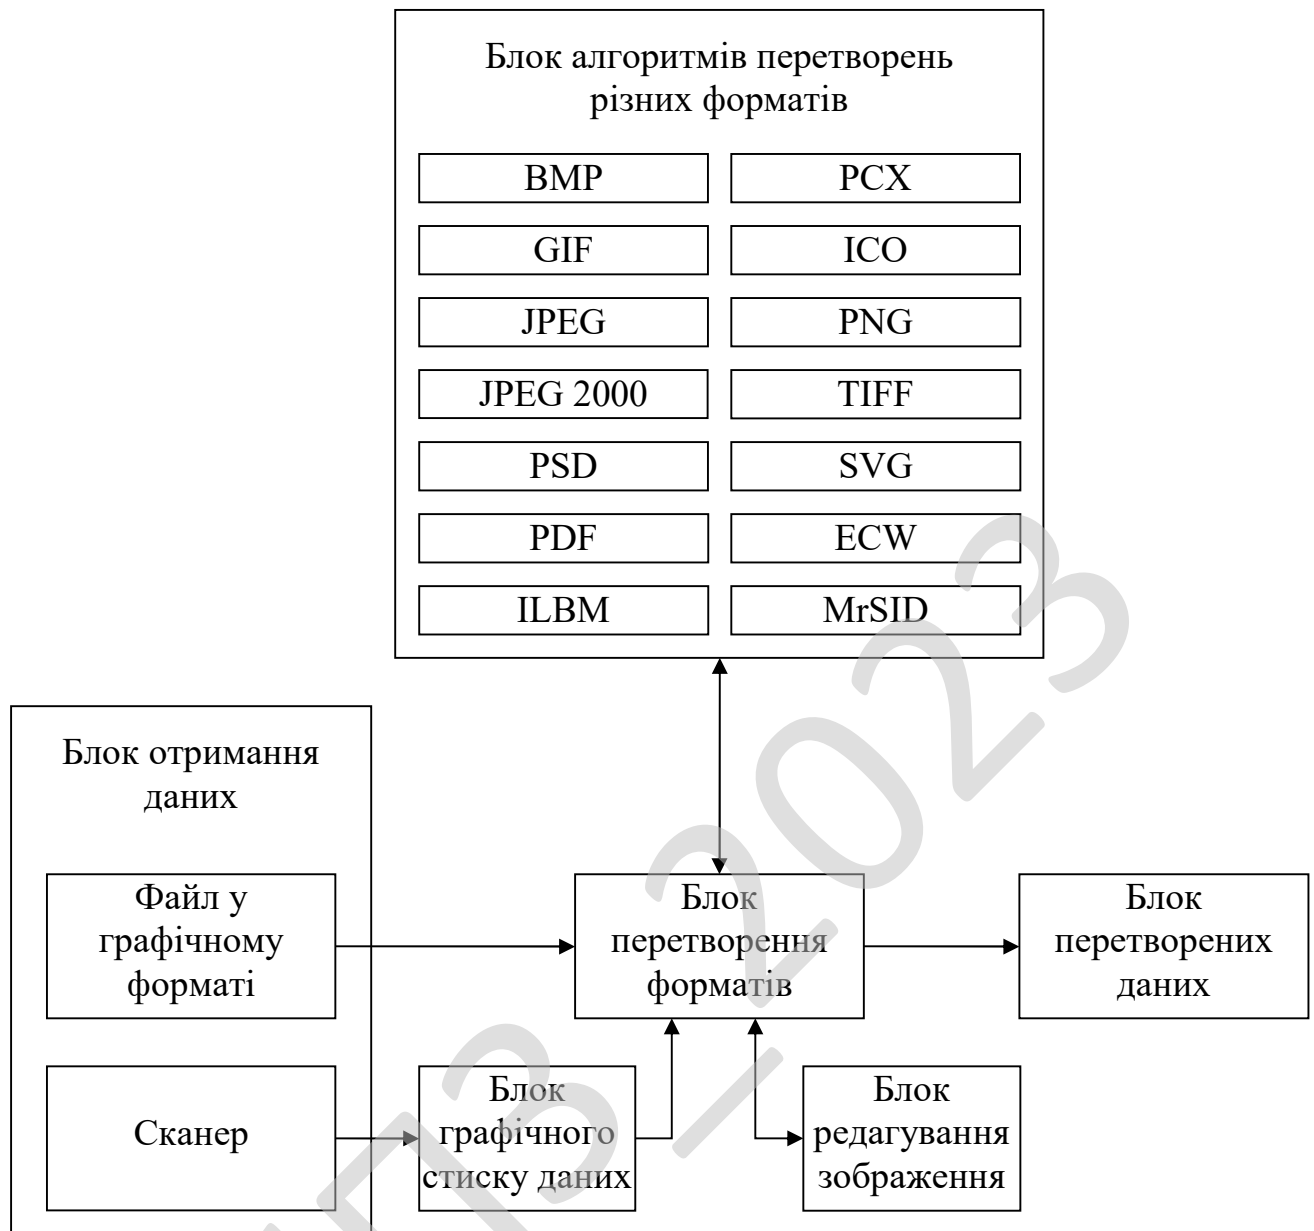 Блок алгоритмів перетворень
різних форматів
BMP
PCX
GIF
ICO
JPEG
PNG
JPEG 2000
TIFF
PSD
SVG
PDF
ECW
ILBM
MrSID
Блок отримання
даних
Файл у
графічному
форматі
Блок
перетворення
форматів
Блок
перетворених
даних
Сканер
Блок
графічного
стиску даних
Блок
редагування
зображення
ПЗ_2023